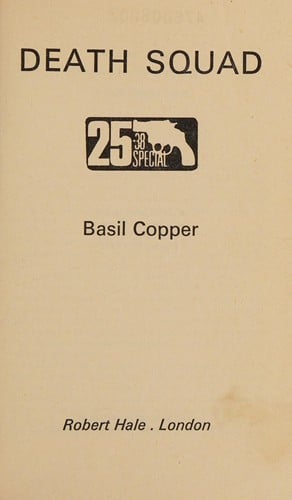 DEATH SQUAD
25 .38
SPECIAL
Basil Copper
Robert Hale . London